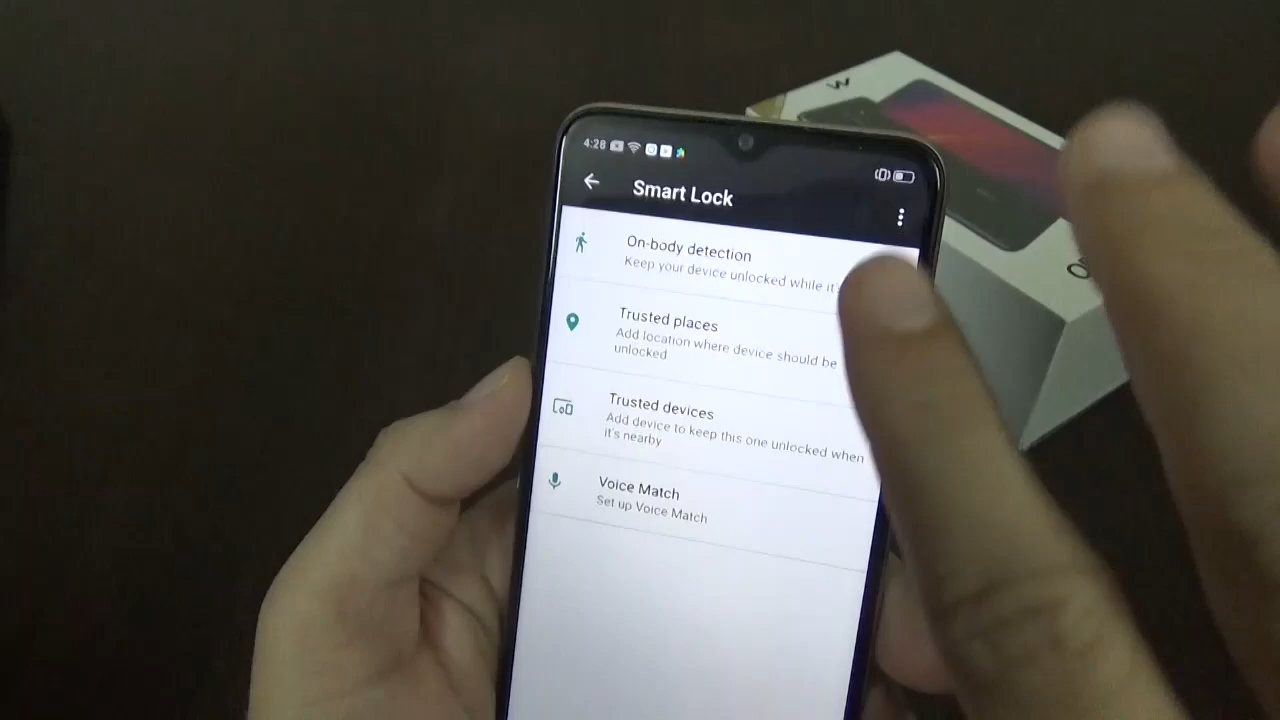 4:28
Smart Lock
On-body detection
Keep your device unlocked while it's
Trusted places
Add location where device should be
unlocked
Trusted devices
Add device to keep this one unlocked when
it's nearby
Voice Match
Set up Voice Match